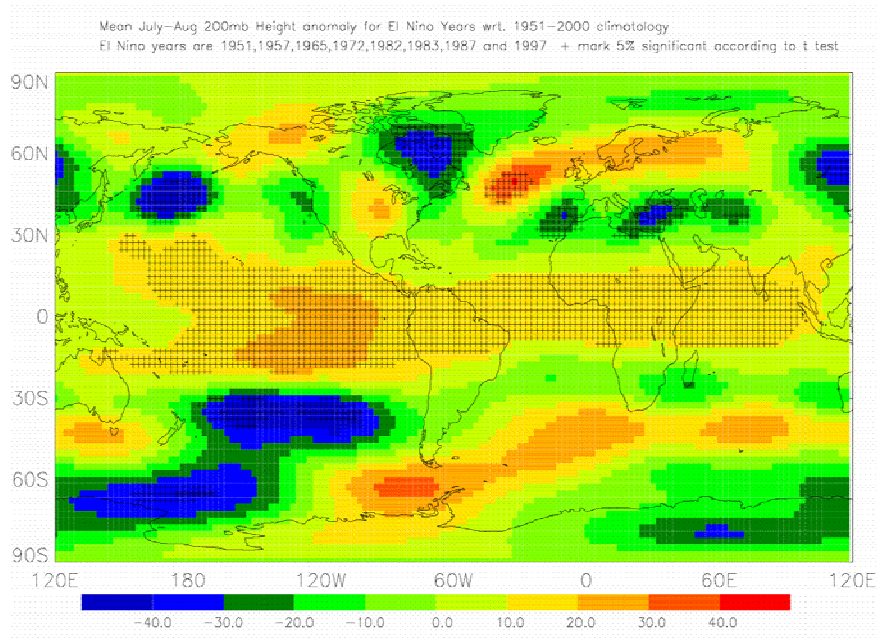 Mean July-Aug 200mb Height anomaly for El Nino Years wrt. 1951-2000 climatology
El Nino years are 1951,1957,1965,1972,1982,1983,1987 and 1997 + mark 5% significant according to t test
90N
60N
30N
0
30S
60S
90S
120E 180 120W 60W 0 60E 120E
-40.0 -30.0 -20.0 -10.0 0.0 10.0 20.0 30.0 40.0